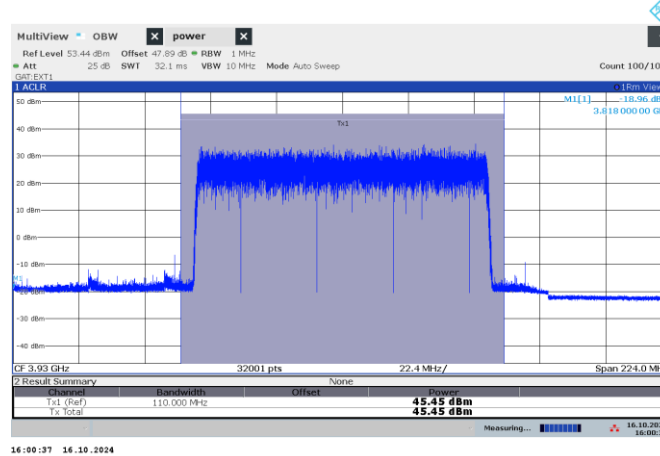 MultiView OBW X power X
Ref Level 53.44 dBm Offset 47.89 dB RBW 1 MHz
Att 25 dB SWT 32.1 ms VBW 10 MHz Mode Auto Sweep Count 100/10
GAT:EXT1
1 ACLR 1Rm View
M1[1] -18.96 dB
3.818 000 00 G
50 dBm
Tx1
40 dBm
30 dBm
20 dBm
10 dBm
0 dBm
-10 dBm
M1
-20 dBm
-30 dBm
-40 dBm
CF 3.93 GHz 32001 pts 22.4 MHz/ Span 224.0 MH
2 Result Summary None
Channel Bandwidth Offset Power
Tx1 (Ref) 110.000 MHz 45.45 dBm
Tx Total 45.45 dBm
Measuring... 16.10.202
16:00:3
16:00:37 16.10.2024